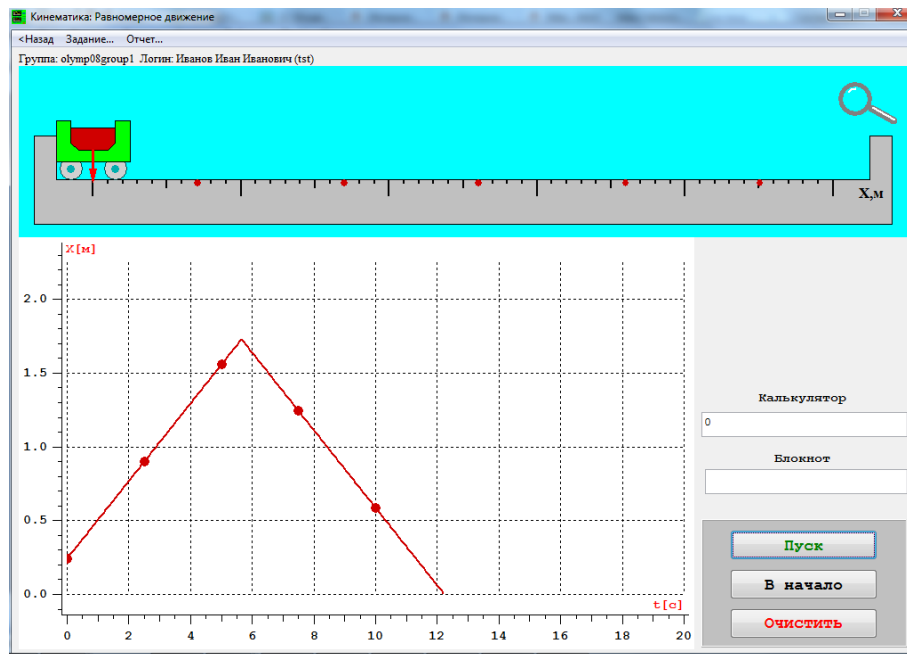 Кинематика: Равномерное движение
<Назад Задание... Отчет...
Группа: olymp08group1 Логин: Иванов Иван Иванович (tst)
X,м
X[м]
2.0
1.5
1.0
0.5
0.0
t[c]
0 2 4 6 8 10 12 14 16 18 20
Калькулятор
0
Блокнот
Пуск
В начало
Очистить